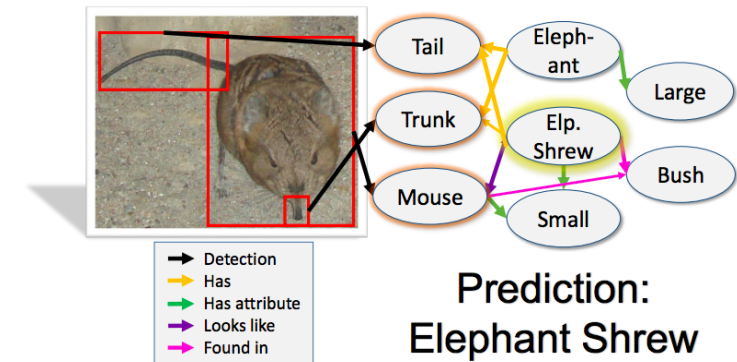 Tail
Eleph-
ant
Large
Trunk
Elp.
Shrew
Bush
Mouse
Small
Detection
Has
Has attribute
Looks like
Found in
Prediction:
Elephant Shrew